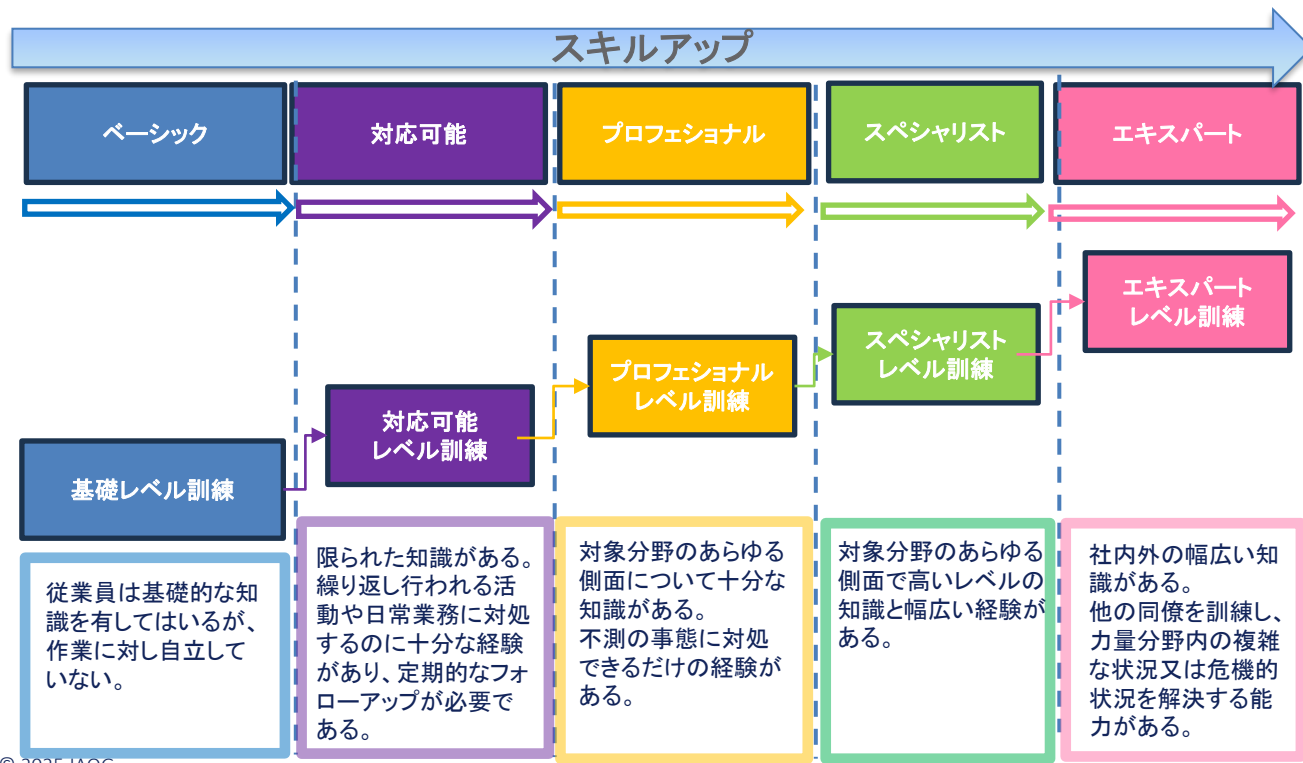 スキルアップ
ベーシック
対応可能
プロフェショナル
スペシャリスト
エキスパート
エキスパート
レベル訓練
スペシャリスト
レベル訓練
プロフェショナル
レベル訓練
対応可能
レベル訓練
基礎レベル訓練
従業員は基礎的な知
識を有してはいるが、
作業に対し自立して
いない。
限られた知識がある。
繰り返し行われる活
動や日常業務に対処
するのに十分な経験
があり、定期的なフォ
ローアップが必要で
ある。
対象分野のあらゆる
側面について十分な
知識がある。
不測の事態に対処
できるだけの経験が
ある。
対象分野のあらゆる
側面で高いレベルの
知識と幅広い経験が
ある。
社内外の幅広い知
識がある。
他の同僚を訓練し、
力量分野内の複雑
な状況又は危機的
状況を解決する能
力がある。
© 2025 IAQG